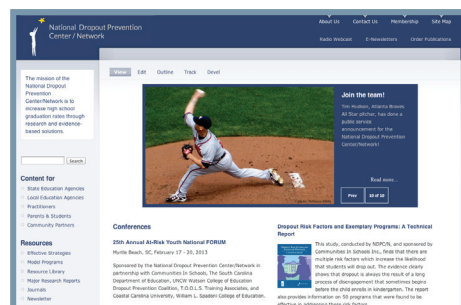 National Dropout Prevention
Center / Network
About Us Contact Us Membership Site Map
Radio Webcast E-Newsletters Order Publications
The mission of the
National Dropout
Prevention
Center/Network is to
increase high school
graduation rates through
research and evidence-
based solutions.
Search
Content for
State Education Agencies
Local Education Agencies
Practitioners
Parents & Students
Community Partners
Resources
Effective Strategies
Model Programs
Resource Library
Major Research Reports
Journals
Newsletter
View Edit Outline Track Devel
Join the team!
Tim Hudson, Atlanta Braves
All Star pitcher, has done a
public service
announcement for the
National Dropout Prevention
Center/Network!
Read more...
Prev 10 of 10
Conferences
25th Annual At-Risk Youth National FORUM
Myrtle Beach, SC, February 17 - 20, 2013
Sponsored by the National Dropout Prevention Center/Network in
partnership with Communities In Schools, The South Carolina
Department of Education, UNCW Watson College of Education
Dropout Prevention Coalition, T.O.O.L.S. Training Associates, and
Coastal Carolina University, William L. Spadoni College of Education.
Dropout Risk Factors and Exemplary Programs: A Technical
Report
This study, conducted by NDPC/N, and sponsored by
Communities In Schools Inc., finds that there are
multiple risk factors which increase the likelihood
that students will drop out. The evidence clearly
shows that dropout is always the result of a long
process of disengagement that sometimes begins
before the child enrolls in kindergarten. The report
also provides information on 50 programs that were found to be
effective in addressing these risk factors.